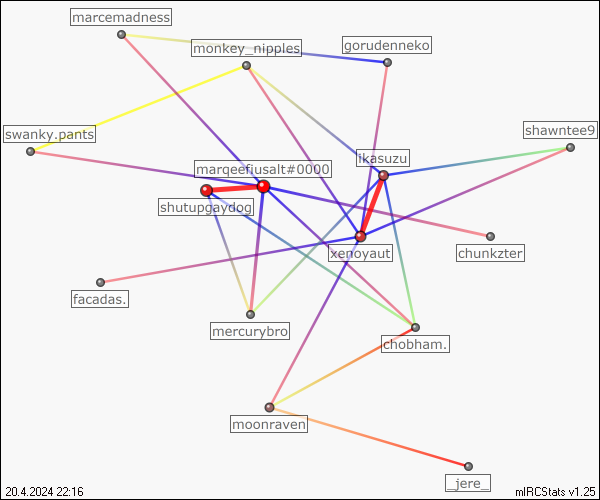 marcemadness
gorudenneko
monkey_nipples
swanky.pants
shawntee9
ikasuzu
marqeefiusalt#0000
shutupgaydog
xenoyaut
chunkzter
facadas.
mercurybro
chobham.
moonraven
_jere_
20.4.2024 22:16
mIRCStats v1.25